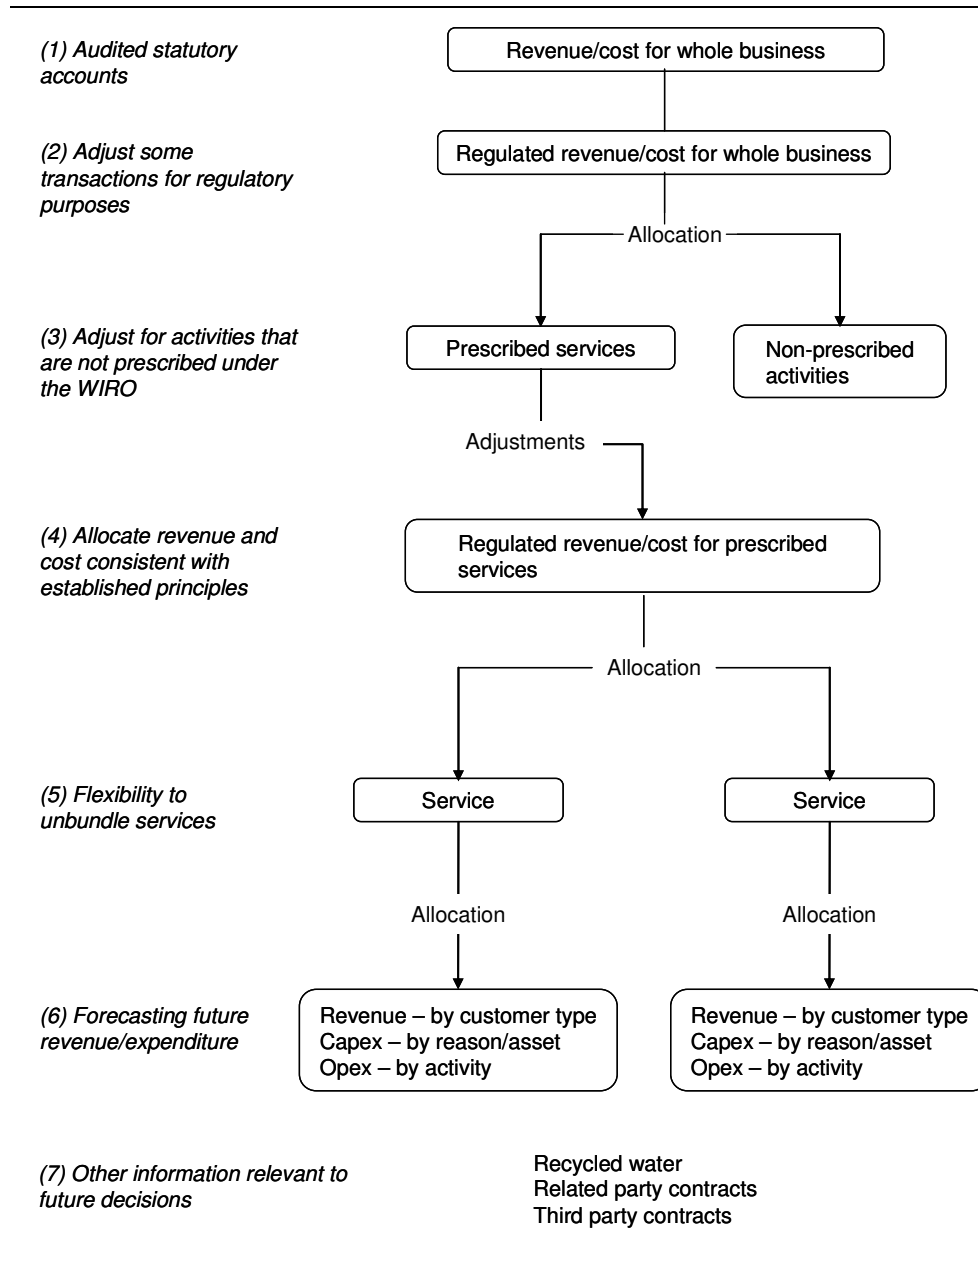 (1) Audited statutory
accounts
Revenue/cost for whole business
(2) Adjust some
transactions for regulatory
purposes
Regulated revenue/cost for whole business
Allocation
(3) Adjust for activities that
are not prescribed under
the WIRO
Prescribed services
Non-prescribed
activities
Adjustments
(4) Allocate revenue and
cost consistent with
established principles
Regulated revenue/cost for prescribed
services
Allocation
(5) Flexibility to
unbundle services
Service
Service
Allocation
Allocation
(6) Forecasting future
revenue/expenditure
Revenue – by customer type
Capex – by reason/asset
Opex – by activity
Revenue – by customer type
Capex – by reason/asset
Opex – by activity
(7) Other information relevant to
future decisions
Recycled water
Related party contracts
Third party contracts